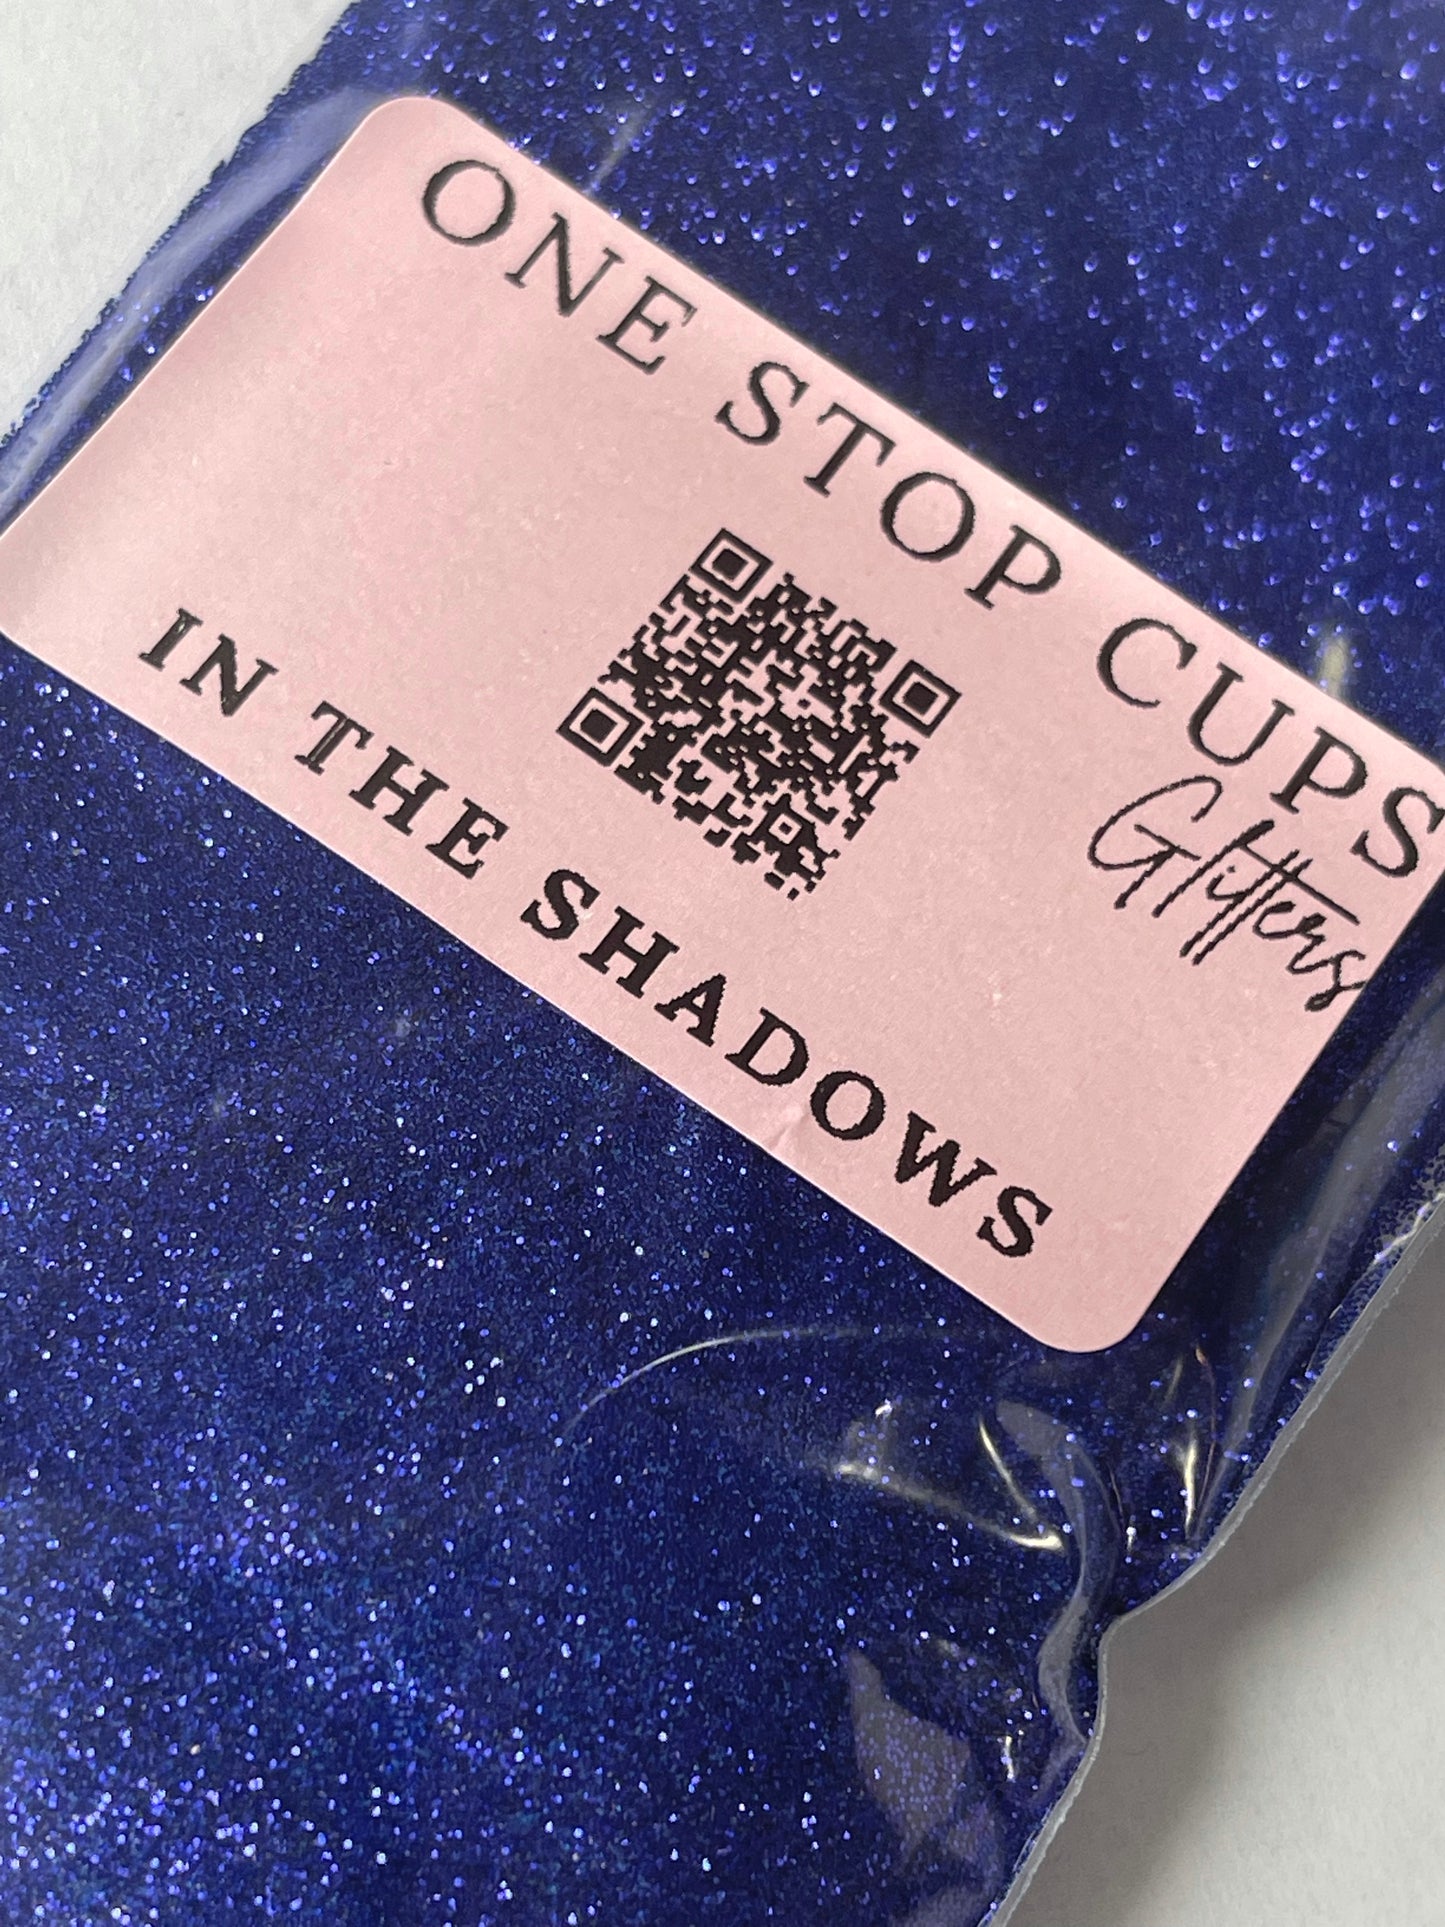 ONE STOP CUPS
Glitters
IN THE SHADOWS